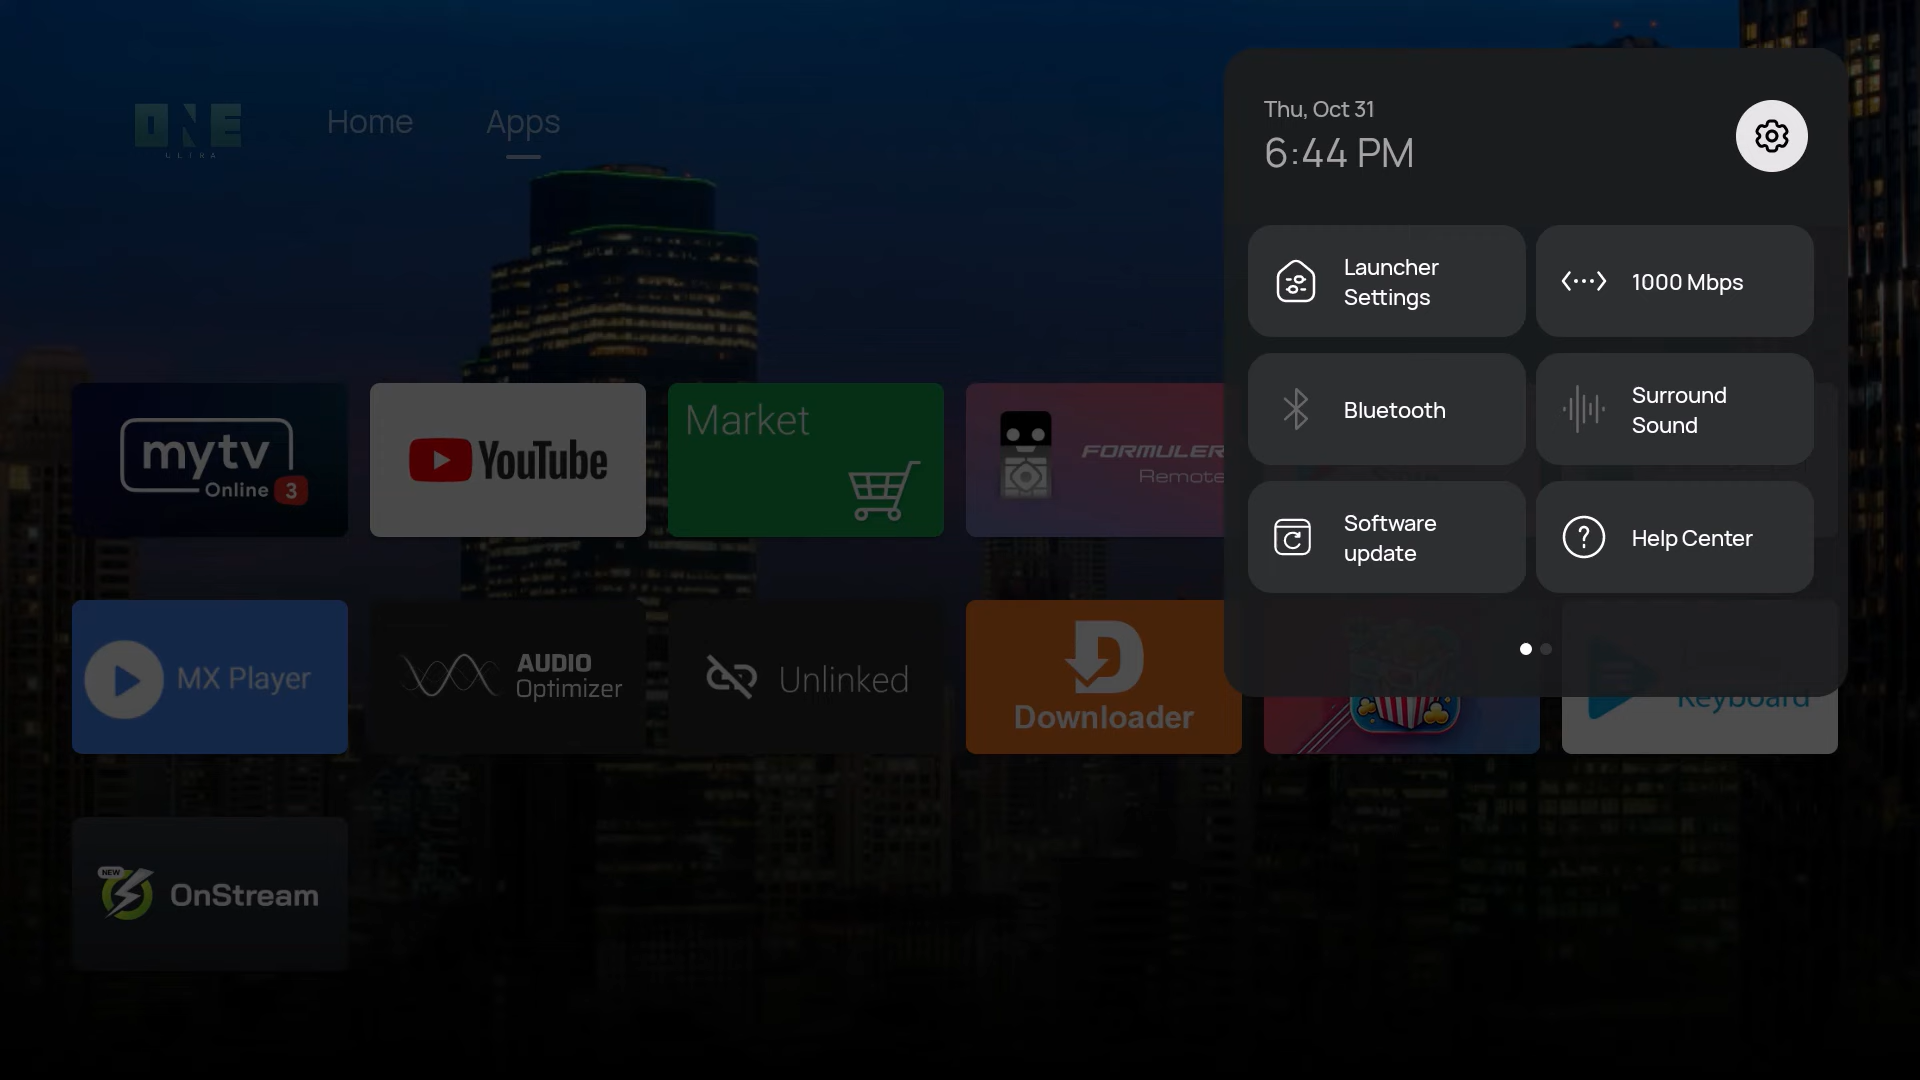 ONE
ULTRA
Home
Apps
Thu, Oct 31
6:44 PM
Launcher
Settings
1000 Mbps
Bluetooth
Surround
Sound
Software
update
Help Center
mytv
Online 3
YouTube
Market
FORMULER
Remote
MX Player
AUDIO
Optimizer
Unlinked
Downloader
Keyboard
NEW
OnStream